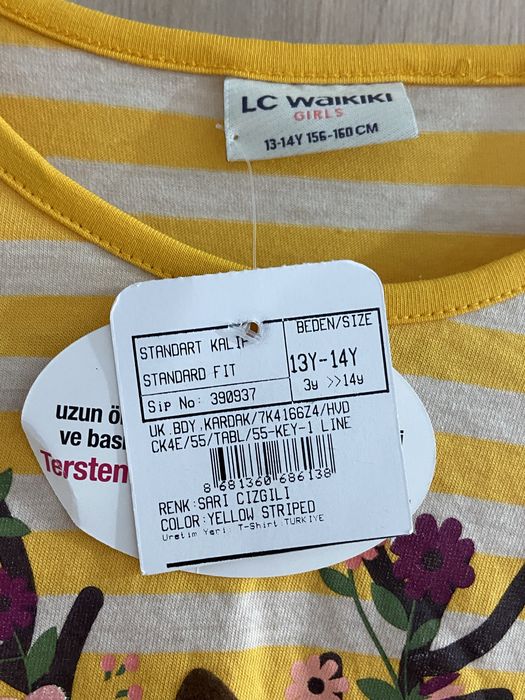 LC WAIKIKI
GIRLS
13-14Y 156-160 CM
STANDART KALIP
STANDARD FIT
Sip No: 390937
BEDEN/SIZE
13Y-14Y
3y >>14y
UK.BDY,KARDAK/7K4166Z4/HVD
CK4E/55/TABL/55-KEY-1 LINE
8 681360 686138
RENK:SARI CIZGILI
COLOR:YELLOW STRIPED
Uretim Yeri: T-Shirt:TURKIYE
uzun ö
ve bas
Tersten